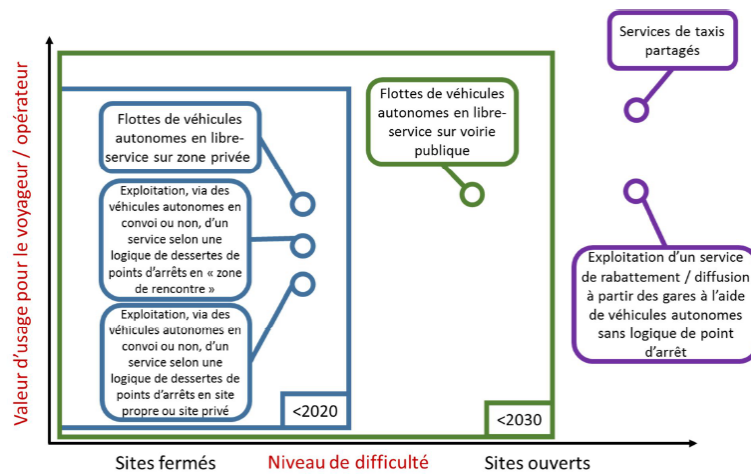 Valeur d'usage pour le voyageur / opérateur
Services de taxis
partagés
Flottes de véhicules
autonomes en libre-
service sur voirie
publique
Flottes de véhicules
autonomes en libre-
service sur zone privée
Exploitation, via des
véhicules autonomes en
convoi ou non, d'un
service selon une
logique de dessertes de
points d'arrêts en « zone
de rencontre »
Exploitation d'un service
de rabattement / diffusion
à partir des gares à l'aide
de véhicules autonomes
sans logique de point
d'arrêt
Exploitation, via des
véhicules autonomes en
convoi ou non, d'un
service selon une
logique de dessertes de
points d'arrêts en site
propre ou site privé
<2020
<2030
Sites fermés
Niveau de difficulté
Sites ouverts